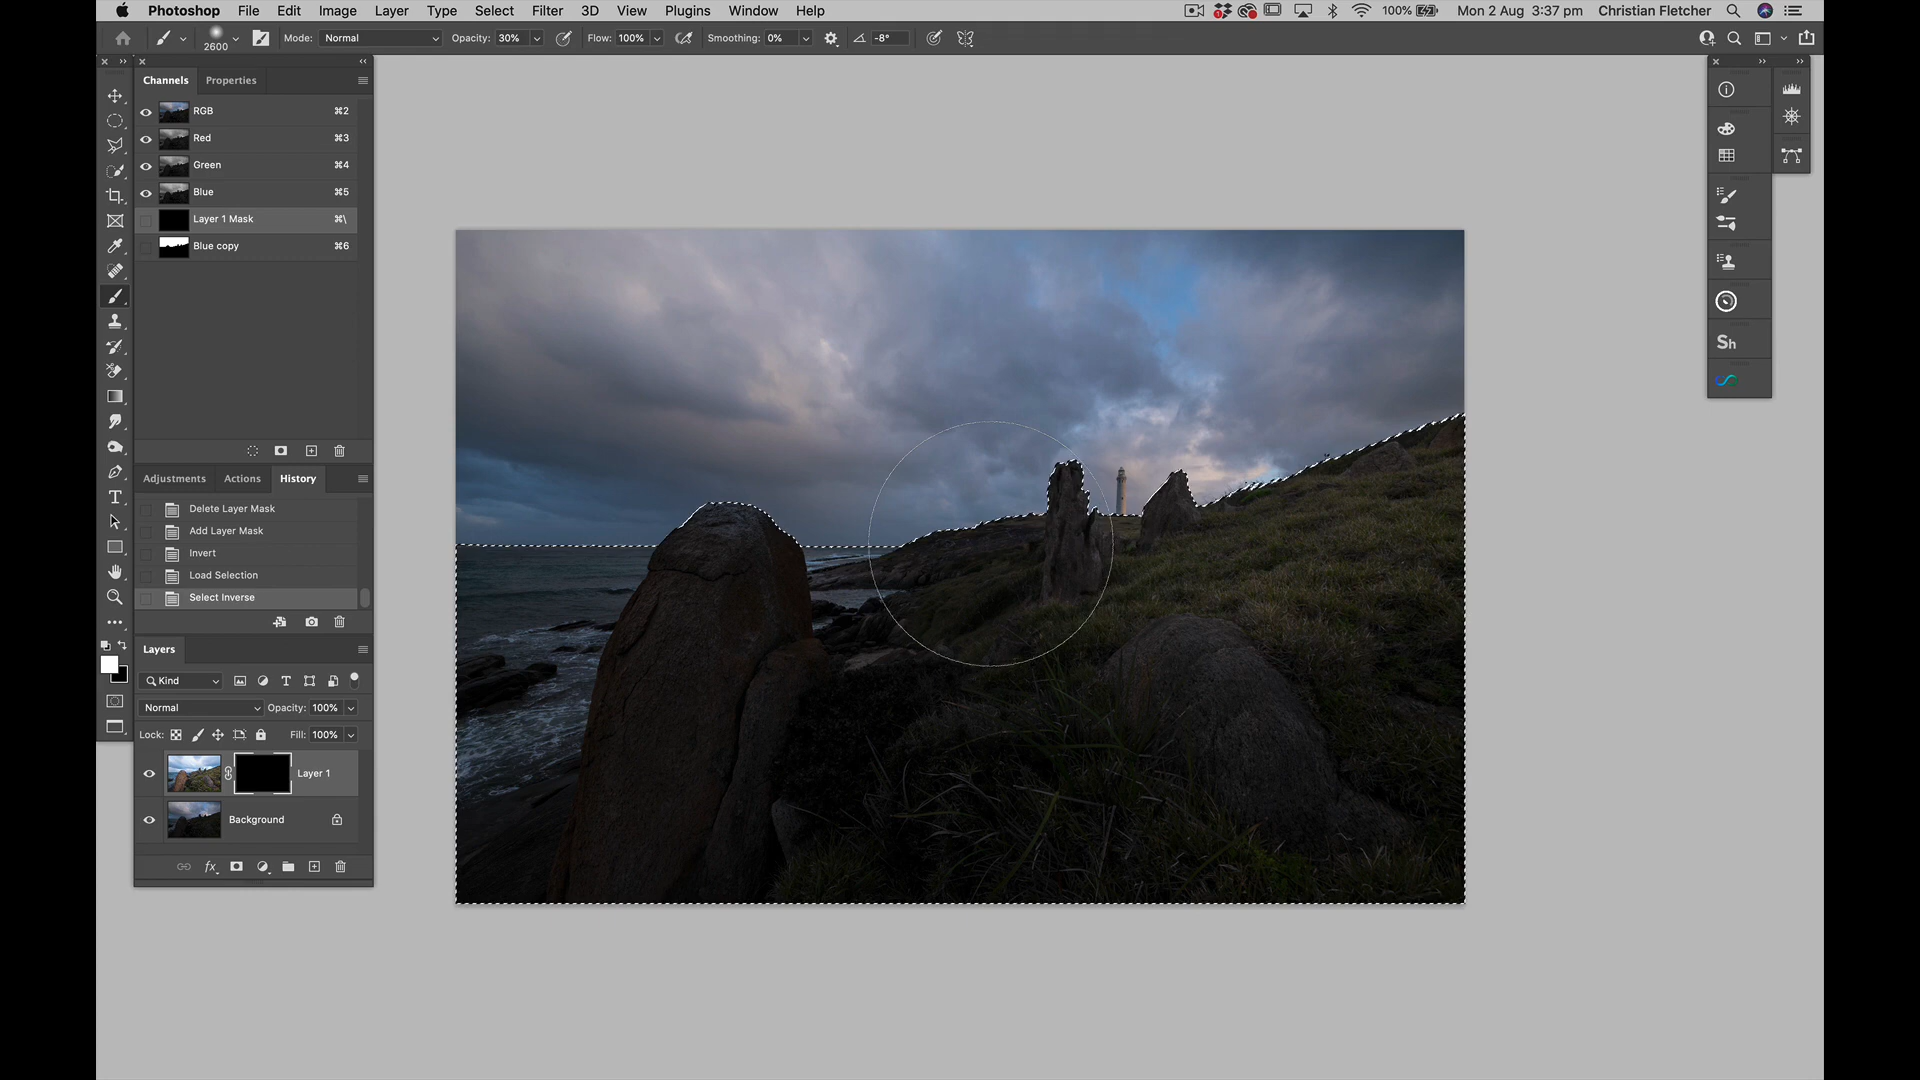 Photoshop File Edit Image Layer Type Select Filter 3D View Plugins Window Help 100% Mon 2 Aug 3:37 pm Christian Fletcher
2600 Mode: Normal Opacity: 30% Flow: 100% Smoothing: 0% -8°
Channels Properties
RGB ⌘2
Red ⌘3
Green ⌘4
Blue ⌘5
Layer 1 Mask ⌘\
Blue copy ⌘6
Sh
Adjustments Actions History
Delete Layer Mask
Add Layer Mask
Invert
Load Selection
Select Inverse
Layers
Kind
Normal Opacity: 100%
Lock: Fill: 100%
Layer 1
Background
fx